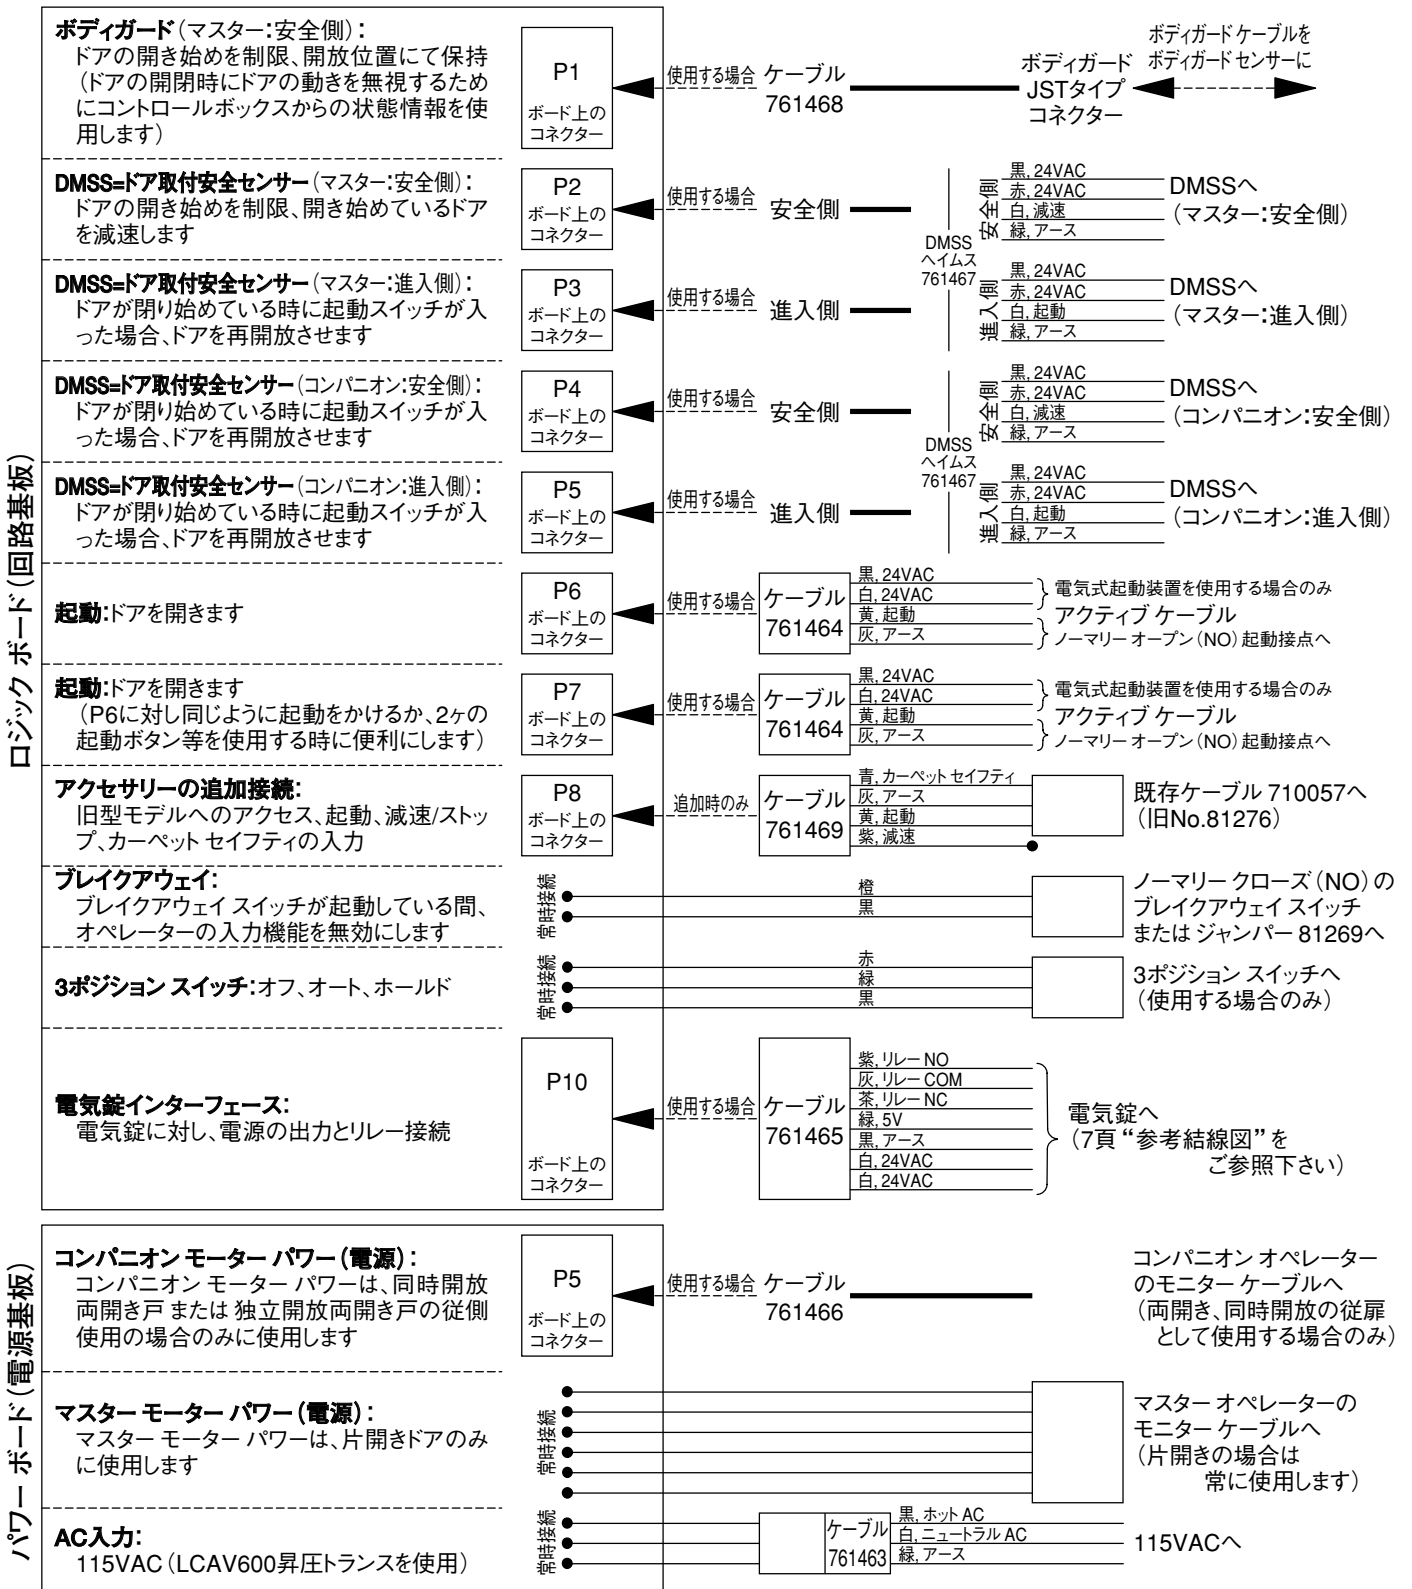 ロジック ボード（回路基板）
ボディガード（マスター：安全側）：
ドアの開き始めを制限、開放位置にて保持
（ドアの開閉時にドアの動きを無視するため
にコントロールボックスからの状態情報を使
用します）
P1
ボード上の
コネクター
使用する場合
ケーブル
761468
ボディガード
JSTタイプ
コネクター
ボディガード ケーブルを
ボディガード センサーに
DMSS=ドア取付安全センサー（マスター：安全側）：
ドアの開き始めを制限、開き始めているドア
を減速します
P2
ボード上の
コネクター
使用する場合
安全側
DMSS
ヘイムス
761467
安全側
黒, 24VAC
赤, 24VAC
白, 減速
緑, アース
DMSSへ
（マスター：安全側）
DMSS=ドア取付安全センサー（マスター：進入側）：
ドアが閉り始めている時に起動スイッチが入
った場合、ドアを再開放させます
P3
ボード上の
コネクター
使用する場合
進入側
進入側
黒, 24VAC
赤, 24VAC
白, 起動
緑, アース
DMSSへ
（マスター：進入側）
DMSS=ドア取付安全センサー（コンパニオン：安全側）：
ドアが閉り始めている時に起動スイッチが入
った場合、ドアを再開放させます
P4
ボード上の
コネクター
使用する場合
安全側
DMSS
ヘイムス
761467
安全側
黒, 24VAC
赤, 24VAC
白, 減速
緑, アース
DMSSへ
（コンパニオン：安全側）
DMSS=ドア取付安全センサー（コンパニオン：進入側）：
ドアが閉り始めている時に起動スイッチが入
った場合、ドアを再開放させます
P5
ボード上の
コネクター
使用する場合
進入側
進入側
黒, 24VAC
赤, 24VAC
白, 起動
緑, アース
DMSSへ
（コンパニオン：進入側）
起動：ドアを開きます
P6
ボード上の
コネクター
使用する場合
ケーブル
761464
黒, 24VAC
白, 24VAC
黄, 起動
灰, アース
電気式起動装置を使用する場合のみ
アクティブ ケーブル
ノーマリー オープン（NO）起動接点へ
起動：ドアを開きます
（P6に対し同じように起動をかけるか、2ヶの
起動ボタン等を使用する時に便利にします）
P7
ボード上の
コネクター
使用する場合
ケーブル
761464
黒, 24VAC
白, 24VAC
黄, 起動
灰, アース
電気式起動装置を使用する場合のみ
アクティブ ケーブル
ノーマリー オープン（NO）起動接点へ
アクセサリーの追加接続：
旧型モデルへのアクセス、起動、減速/ストッ
プ、カーペット セイフティの入力
P8
ボード上の
コネクター
追加時のみ
ケーブル
761469
青, カーペット セイフティ
灰, アース
黄, 起動
紫, 減速
既存ケーブル 710057へ
（旧No.81276）
ブレイクアウェイ：
ブレイクアウェイ スイッチが起動している間、
オペレーターの入力機能を無効にします
常時接続
橙
黒
ノーマリー クローズ（NO）の
ブレイクアウェイ スイッチ
または ジャンパー 81269へ
3ポジション スイッチ：オフ、オート、ホールド
常時接続
赤
緑
黒
3ポジション スイッチへ
（使用する場合のみ）
電気錠インターフェース：
電気錠に対し、電源の出力とリレー接続
P10
ボード上の
コネクター
使用する場合
ケーブル
761465
紫, リレー NO
灰, リレー COM
茶, リレー NC
緑, 5V
黒, アース
白, 24VAC
白, 24VAC
電気錠へ
（7頁 “参考結線図” を
ご参照下さい）
パワー ボード（電源基板）
コンパニオン モーター パワー（電源）：
コンパニオン モーター パワーは、同時開放
両開き戸 または 独立開放両開き戸の従側
使用の場合のみに使用します
P5
ボード上の
コネクター
使用する場合
ケーブル
761466
コンパニオン オペレーター
のモニター ケーブルへ
（両開き、同時開放の従扉
として使用する場合のみ）
マスター モーター パワー（電源）：
マスター モーター パワーは、片開きドアのみ
に使用します
常時接続
マスター オペレーターの
モニター ケーブルへ
（片開きの場合は
常に使用します）
AC入力：
115VAC（LCAV600昇圧トランスを使用）
常時接続
ケーブル
761463
黒, ホット AC
白, ニュートラル AC
緑, アース
115VACへ